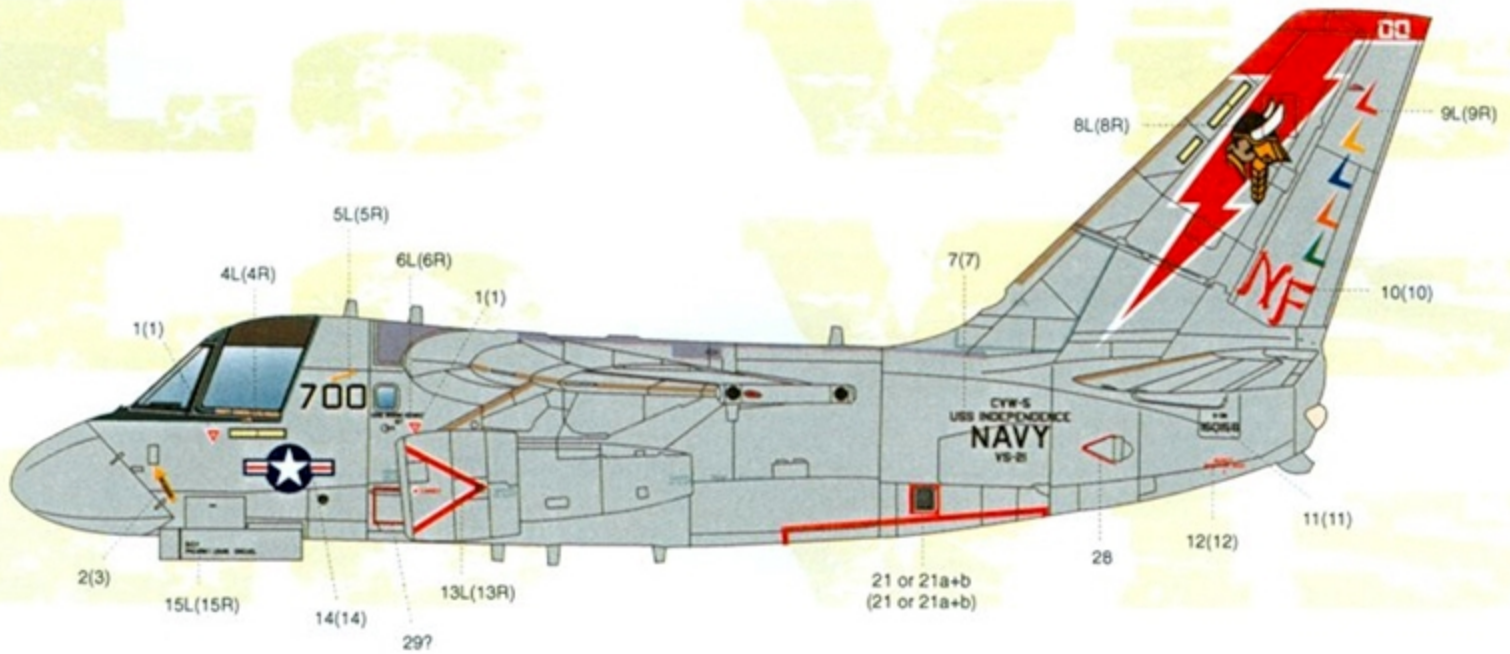 00
8L(8R)
9L(9R)
5L(5R)
6L(6R)
7(7)
4L(4R)
1(1)
1(1)
NF
10(10)
700
CVW-5
USS INDEPENDENCE
NAVY
VS-21
2(3)
15L(15R)
14(14)
29?
13L(13R)
21 or 21a+b
(21 or 21a+b)
28
12(12)
11(11)